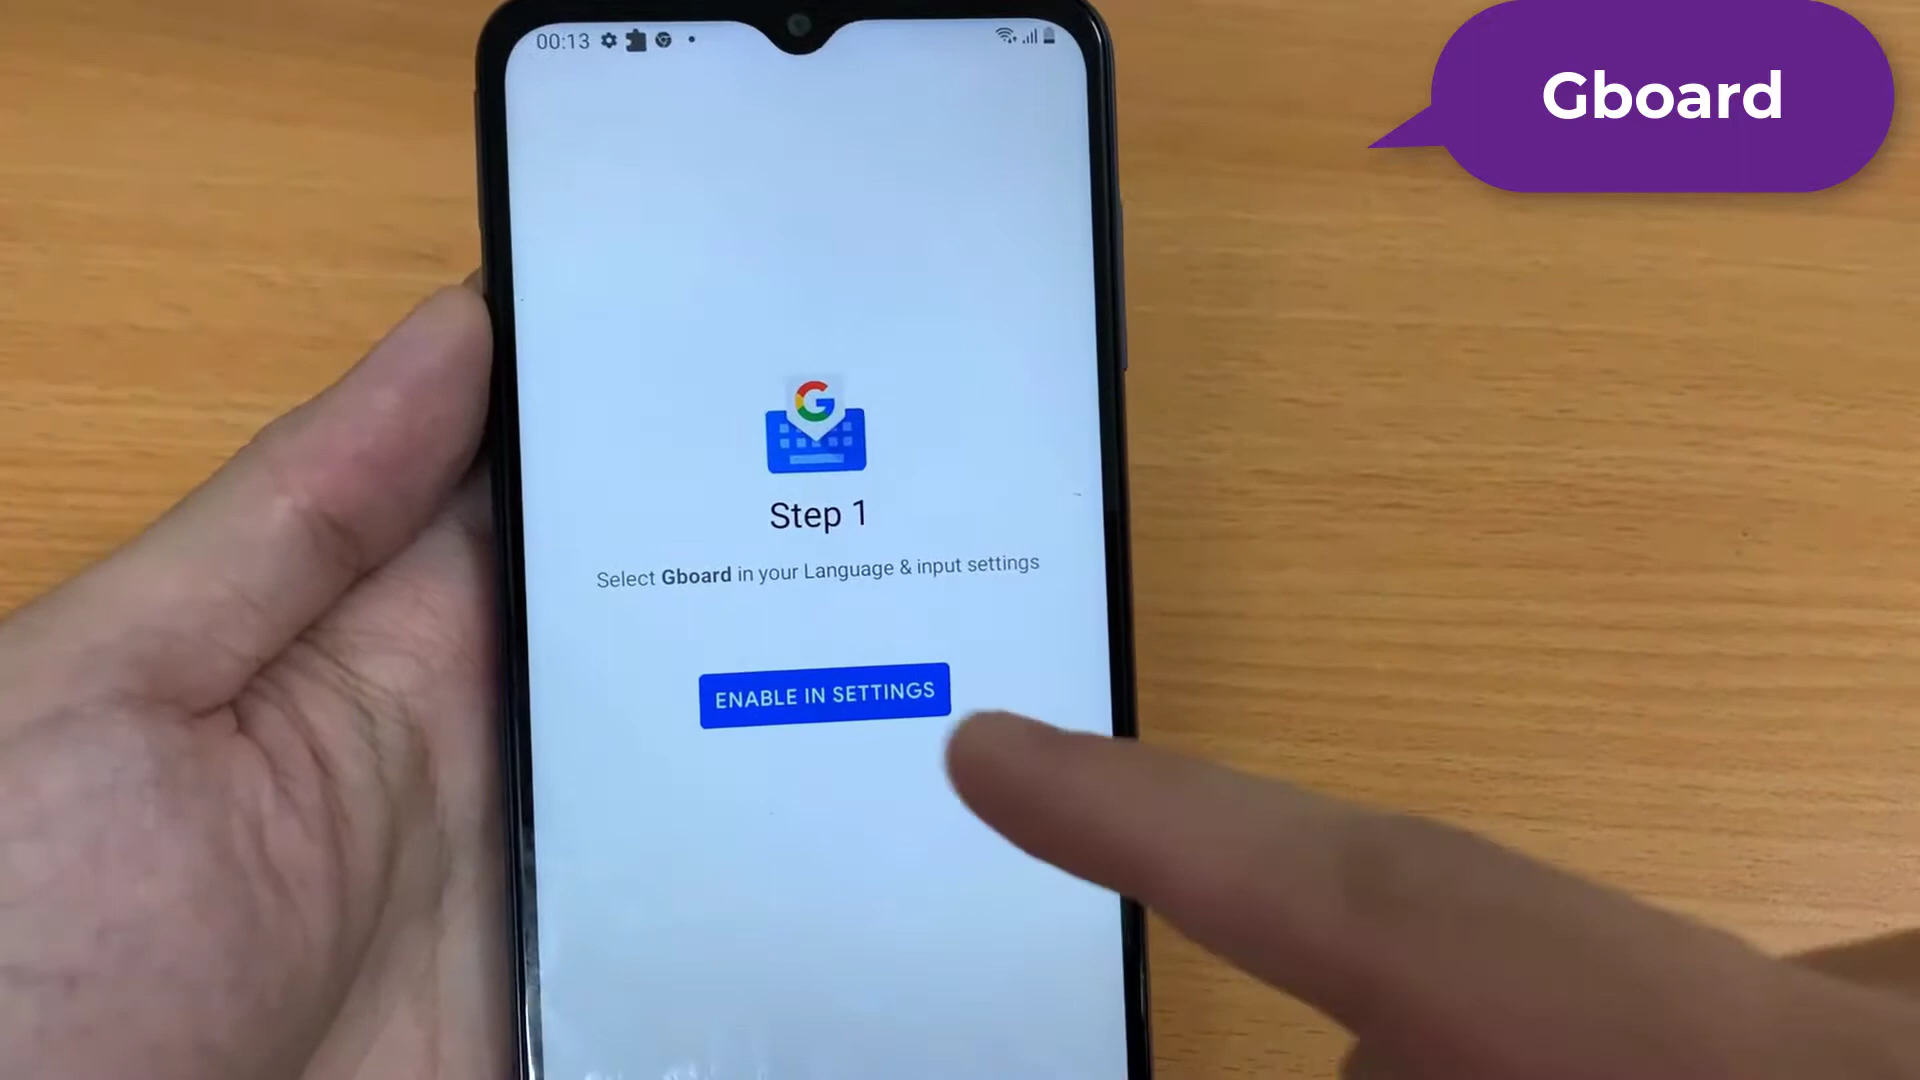 Gboard
00:13
G
Step 1
Select Gboard in your Language & input settings
ENABLE IN SETTINGS